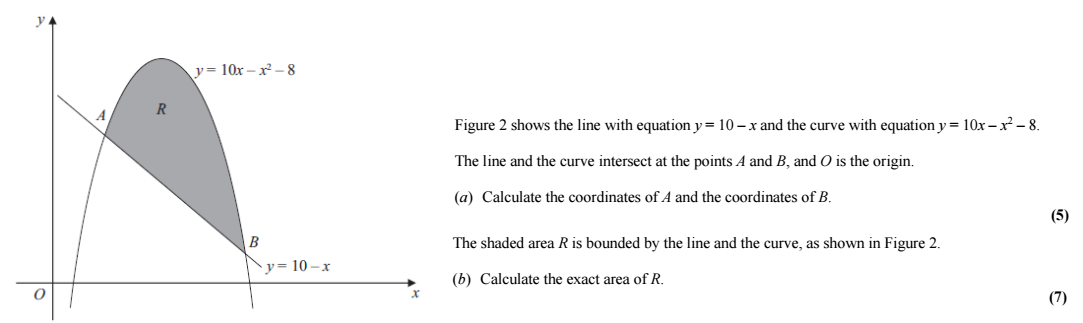 y
y = 10x – x² – 8
A
R
B
y = 10 – x
O
x
Figure 2 shows the line with equation y = 10 – x and the curve with equation y = 10x – x² – 8.
The line and the curve intersect at the points A and B, and O is the origin.
(a) Calculate the coordinates of A and the coordinates of B.
(5)
The shaded area R is bounded by the line and the curve, as shown in Figure 2.
(b) Calculate the exact area of R.
(7)